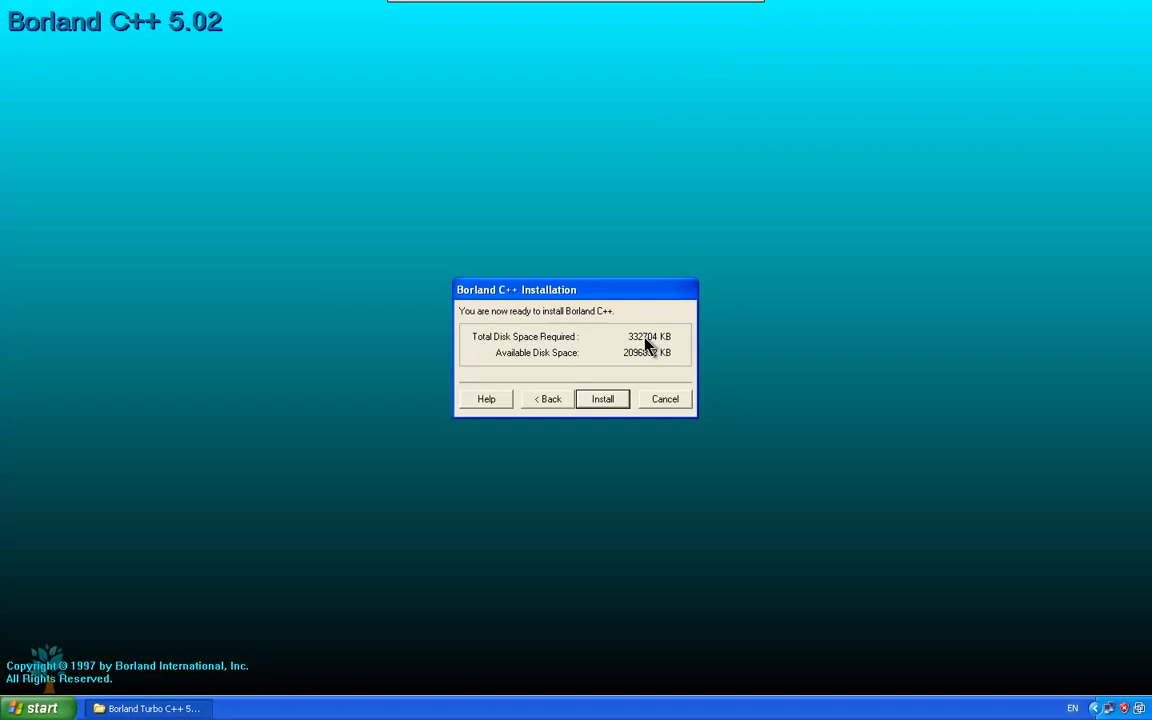 Borland C++ 5.02
Borland C++ Installation
You are now ready to install Borland C++.
Total Disk Space Required : 332704 KB
Available Disk Space: KB
Help < Back Install Cancel
Copyright © 1997 by Borland International, Inc.
All Rights Reserved.
start Borland Turbo C++ 5... EN